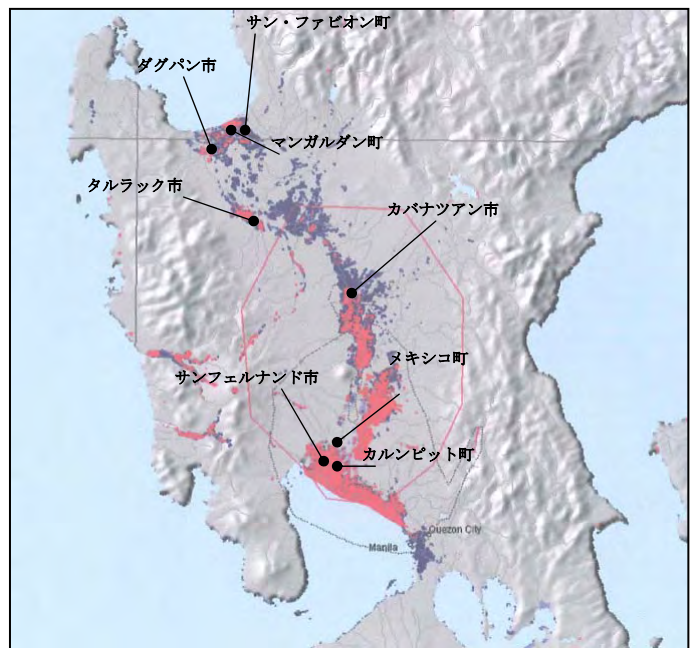 サン・ファビオン町
ダグパン市
マンガルダン町
タルラック市
カバナツアン市
メキシコ町
サンフェルナンド市
カルンピット町
Quezon City
Manila